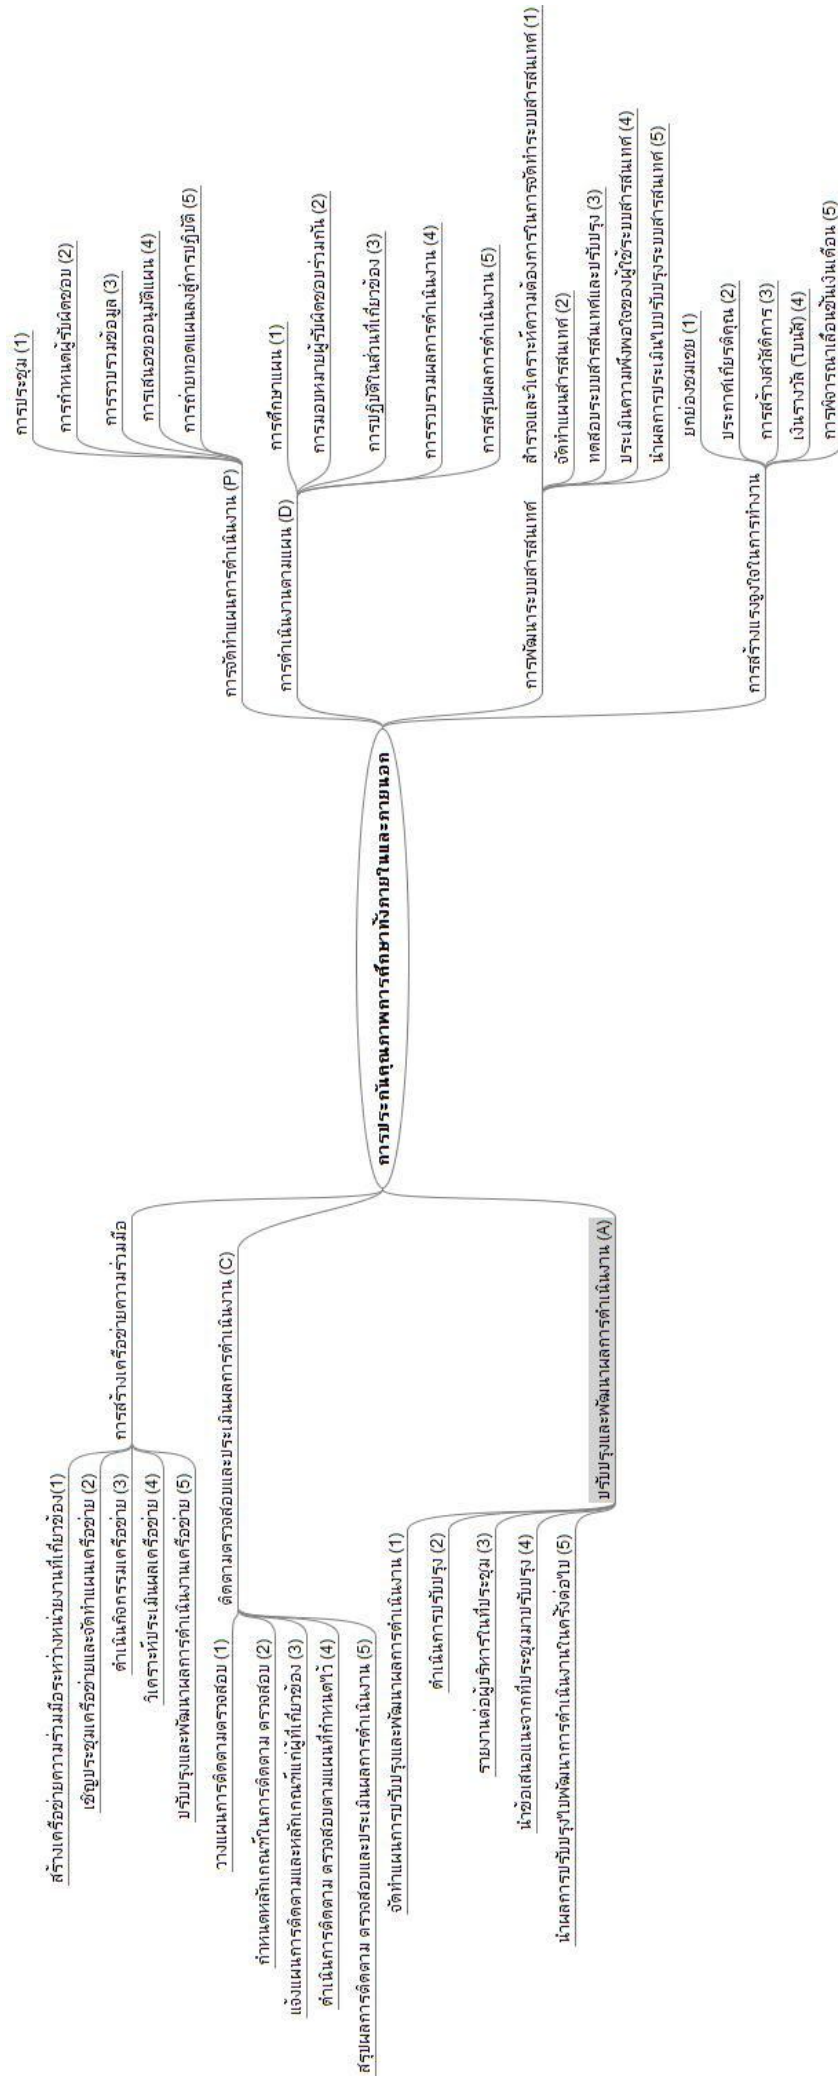 การประกันคุณภาพการศึกษาทั้งภายในและภายนอก
การจัดทำแผนการดำเนินงาน (P)
การประชุม (1)
การกำหนดผู้รับผิดชอบ (2)
การรวบรวมข้อมูล (3)
การเสนอขออนุมัติแผน (4)
การถ่ายทอดแผนลงสู่การปฏิบัติ (5)
การดำเนินงานตามแผน (D)
การศึกษาแผน (1)
การมอบหมายผู้รับผิดชอบร่วมกัน (2)
การปฏิบัติในส่วนที่เกี่ยวข้อง (3)
การรวบรวมผลการดำเนินงาน (4)
การสรุปผลการดำเนินงาน (5)
การพัฒนาระบบสารสนเทศ
สำรวจและวิเคราะห์ความต้องการในการจัดทำระบบสารสนเทศ (1)
จัดทำแผนสารสนเทศ (2)
ทดสอบระบบสารสนเทศและปรับปรุง (3)
ประเมินความพึงพอใจของผู้ใช้ระบบสารสนเทศ (4)
นำผลการประเมินไปปรับปรุงระบบสารสนเทศ (5)
การสร้างแรงจูงใจในการทำงาน
ยกย่องชมเชย (1)
ประกาศเกียรติคุณ (2)
การสร้างสวัสดิการ (3)
เงินรางวัล (โบนัส) (4)
การพิจารณาเลื่อนขั้นเงินเดือน (5)
การสร้างเครือข่ายความร่วมมือ
สร้างเครือข่ายความร่วมมือระหว่างหน่วยงานที่เกี่ยวข้อง(1)
เชิญประชุมเครือข่ายและจัดทำแผนเครือข่าย (2)
ดำเนินกิจกรรมเครือข่าย (3)
วิเคราะห์ประเมินผลเครือข่าย (4)
ปรับปรุงและพัฒนาผลการดำเนินงานเครือข่าย (5)
ติดตามตรวจสอบและประเมินผลการดำเนินงาน (C)
วางแผนการติดตามตรวจสอบ (1)
กำหนดหลักเกณฑ์ในการติดตาม ตรวจสอบ (2)
แจ้งแผนการติดตามและหลักเกณฑ์แก่ผู้ที่เกี่ยวข้อง (3)
ดำเนินการติดตาม ตรวจสอบตามแผนที่กำหนดไว้ (4)
สรุปผลการติดตาม ตรวจสอบและประเมินผลการดำเนินงาน (5)
ปรับปรุงและพัฒนาผลการดำเนินงาน (A)
จัดทำแผนการปรับปรุงและพัฒนาผลการดำเนินงาน (1)
ดำเนินการปรับปรุง (2)
รายงานต่อผู้บริหารในที่ประชุม (3)
นำข้อเสนอแนะจากที่ประชุมมาปรับปรุง (4)
นำผลการปรับปรุงไปพัฒนาการดำเนินงานในครั้งต่อไป (5)